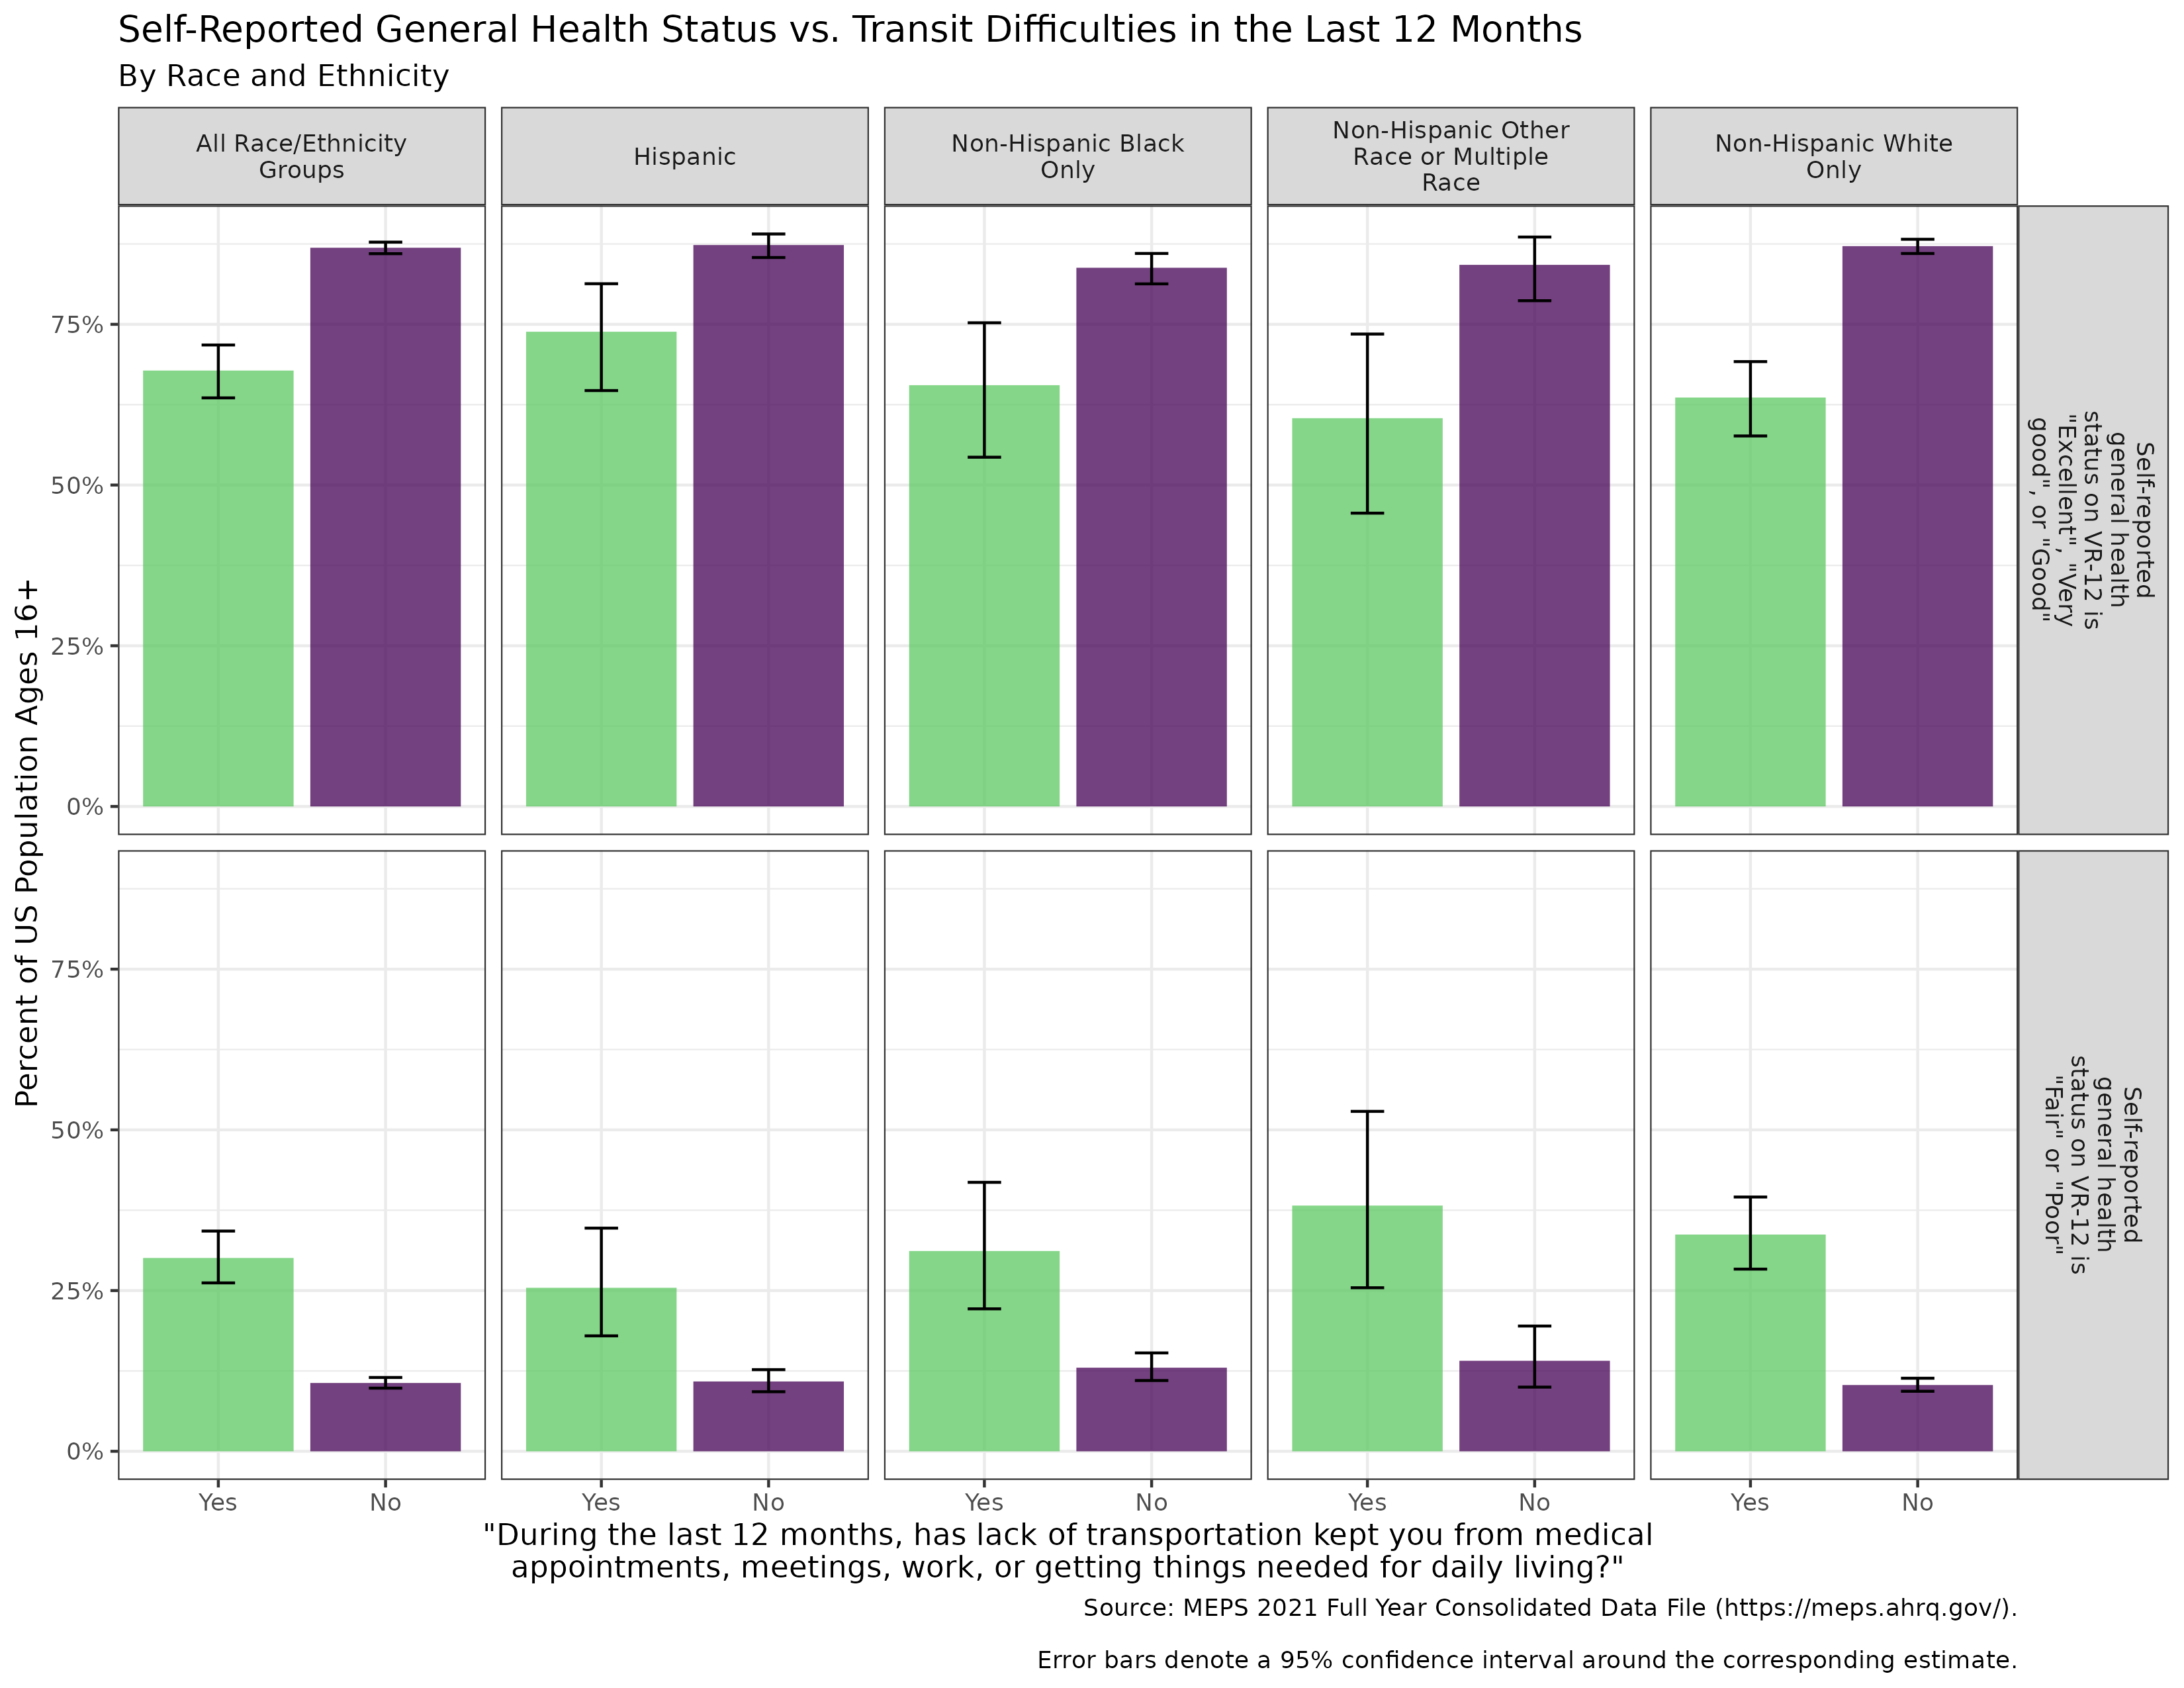 Self-Reported General Health Status vs. Transit Difficulties in the Last 12 Months
By Race and Ethnicity
All Race/Ethnicity
Groups
Hispanic
Non-Hispanic Black
Only
Non-Hispanic Other
Race or Multiple
Race
Non-Hispanic White
Only
Percent of US Population Ages 16+
75%
50%
25%
0%
Self-reported
general health
status on VR-12 is
"Excellent", "Very
good", or "Good"
75%
50%
25%
0%
Self-reported
general health
status on VR-12 is
"Fair" or "Poor"
Yes
No
Yes
No
Yes
No
Yes
No
Yes
No
"During the last 12 months, has lack of transportation kept you from medical
appointments, meetings, work, or getting things needed for daily living?"
Source: MEPS 2021 Full Year Consolidated Data File (https://meps.ahrq.gov/).
Error bars denote a 95% confidence interval around the corresponding estimate.